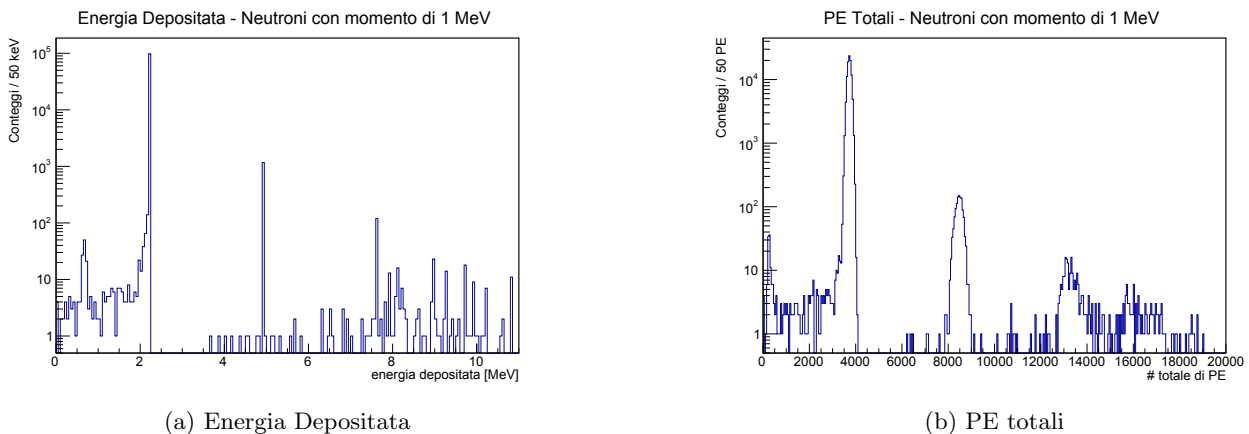 Energia Depositata - Neutroni con momento di 1 MeV
Conteggi / 50 keV
10^5
10^4
10^3
10^2
10
1
0 2 4 6 8 10
energia depositata [MeV]
(a) Energia Depositata
PE Totali - Neutroni con momento di 1 MeV
Conteggi / 50 PE
10^4
10^3
10^2
10
1
0 2000 4000 6000 8000 10000 12000 14000 16000 18000 20000
# totale di PE
(b) PE totali